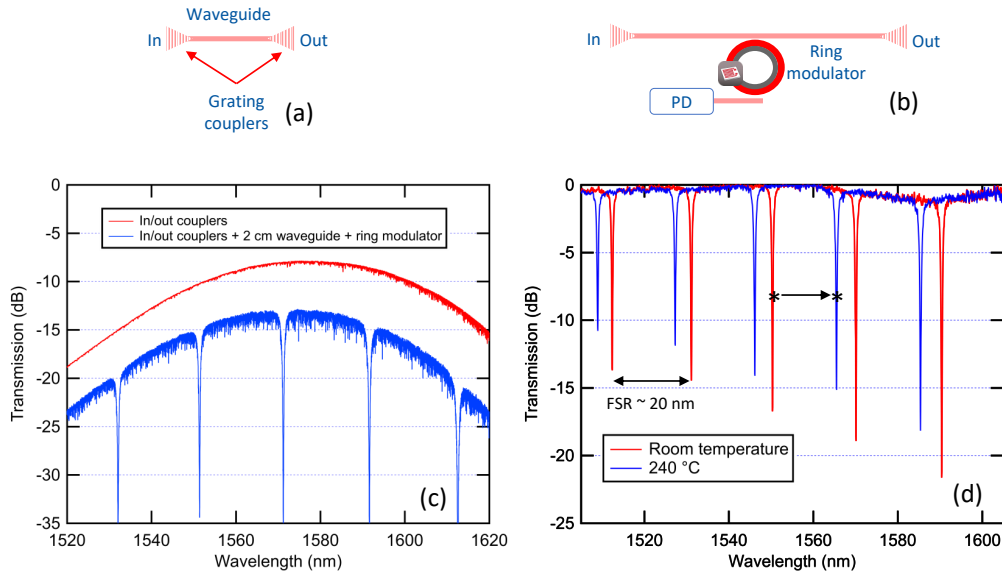 Waveguide
In
Out
Grating
couplers
(a)
In
Out
Ring
modulator
PD
(b)
0
-5
-10
-15
-20
-25
-30
-35
Transmission (dB)
In/out couplers
In/out couplers + 2 cm waveguide + ring modulator
(c)
1520
1540
1560
1580
1600
1620
Wavelength (nm)
0
-5
-10
-15
-20
-25
Transmission (dB)
* *
FSR ~ 20 nm
Room temperature
240 °C
(d)
1520
1540
1560
1580
1600
Wavelength (nm)